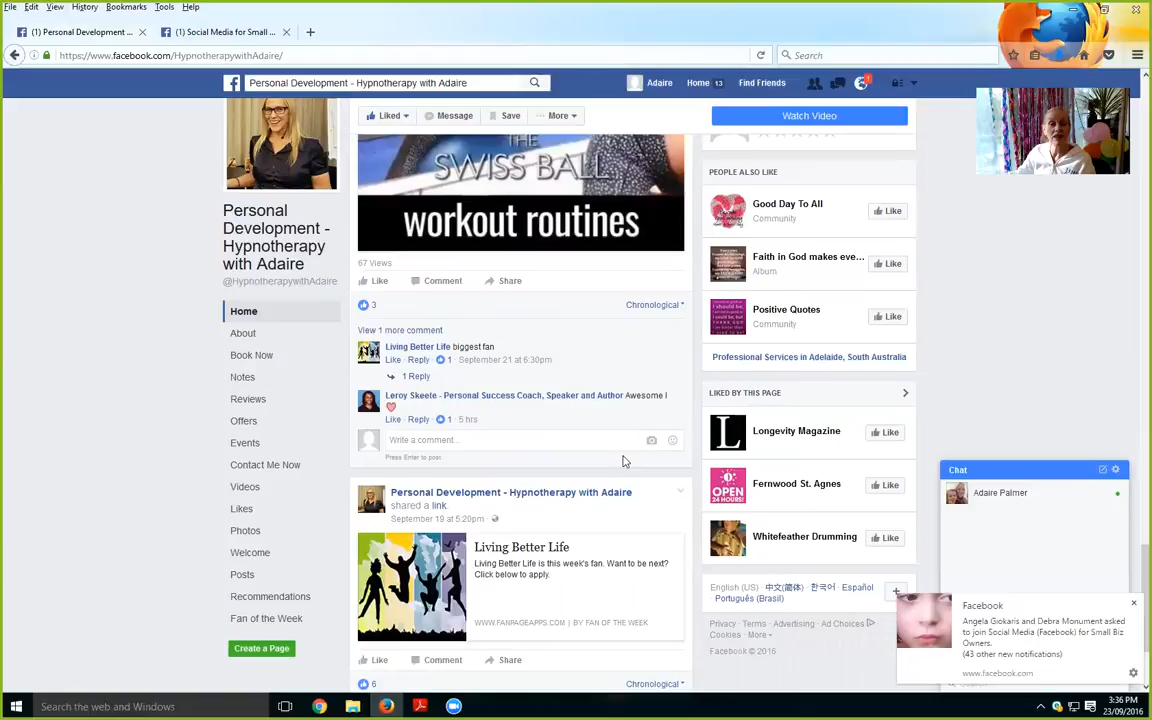 File Edit View History Bookmarks Tools Help
(1) Personal Development ... × (1) Social Media for Small ... × +
https://www.facebook.com/HypnotherapywithAdaire/
Search
Personal Development - Hypnotherapy with Adaire
Adaire Home 13 Find Friends
Liked Message Save ... More
Watch Video
THE
SWISS BALL
workout routines
Personal
Development -
Hypnotherapy
with Adaire
@HypnotherapywithAdaire
Home
About
Book Now
Notes
Reviews
Offers
Events
Contact Me Now
Videos
Likes
Photos
Welcome
Posts
Recommendations
Fan of the Week
Create a Page
67 Views
Like Comment Share
3 Chronological
View 1 more comment
Living Better Life biggest fan
Like · Reply · 1 · September 21 at 6:30pm
1 Reply
Leroy Skeete - Personal Success Coach, Speaker and Author Awesome I
Like · Reply · 1 · 5 hrs
Write a comment...
Press Enter to post.
Personal Development - Hypnotherapy with Adaire
shared a link.
September 19 at 5:20pm ·
Living Better Life
Living Better Life is this week's fan. Want to be next?
Click below to apply.
WWW.FANPAGEAPPS.COM | BY FAN OF THE WEEK
Like Comment Share
6 Chronological
PEOPLE ALSO LIKE
Good Day To All
Community
Like
Faith in God makes eve...
Album
Like
Positive Quotes
Community
Like
Professional Services in Adelaide, South Australia
LIKED BY THIS PAGE
L
Longevity Magazine
Like
OPEN
24 HOURS!
Fernwood St. Agnes
Like
Whitefeather Drumming
Like
English (US) · 中文(简体) · 한국어 · Español ·
Português (Brasil)
Privacy · Terms · Advertising · Ad Choices
Cookies · More
Facebook © 2016
Chat
Adaire Palmer
Facebook
Angela Gokaris and Debra Monument asked
to join Social Media (Facebook) for Small Biz
Owners.
(43 other new notifications)
www.facebook.com
Search the web and Windows
3:36 PM
23/09/2016